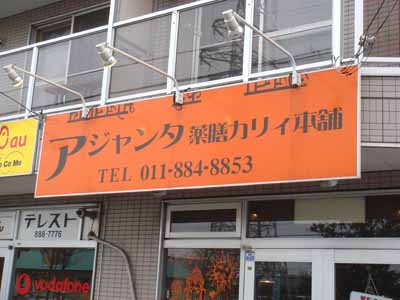 アジャンタ薬膳カリィ本舗
TEL 011-884-8853
au
テレスト
888-7776
vodafone